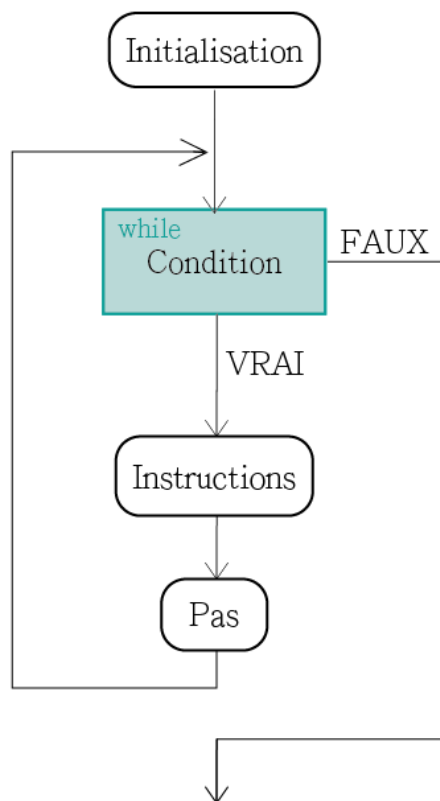 Initialisation
while
Condition
FAUX
VRAI
Instructions
Pas